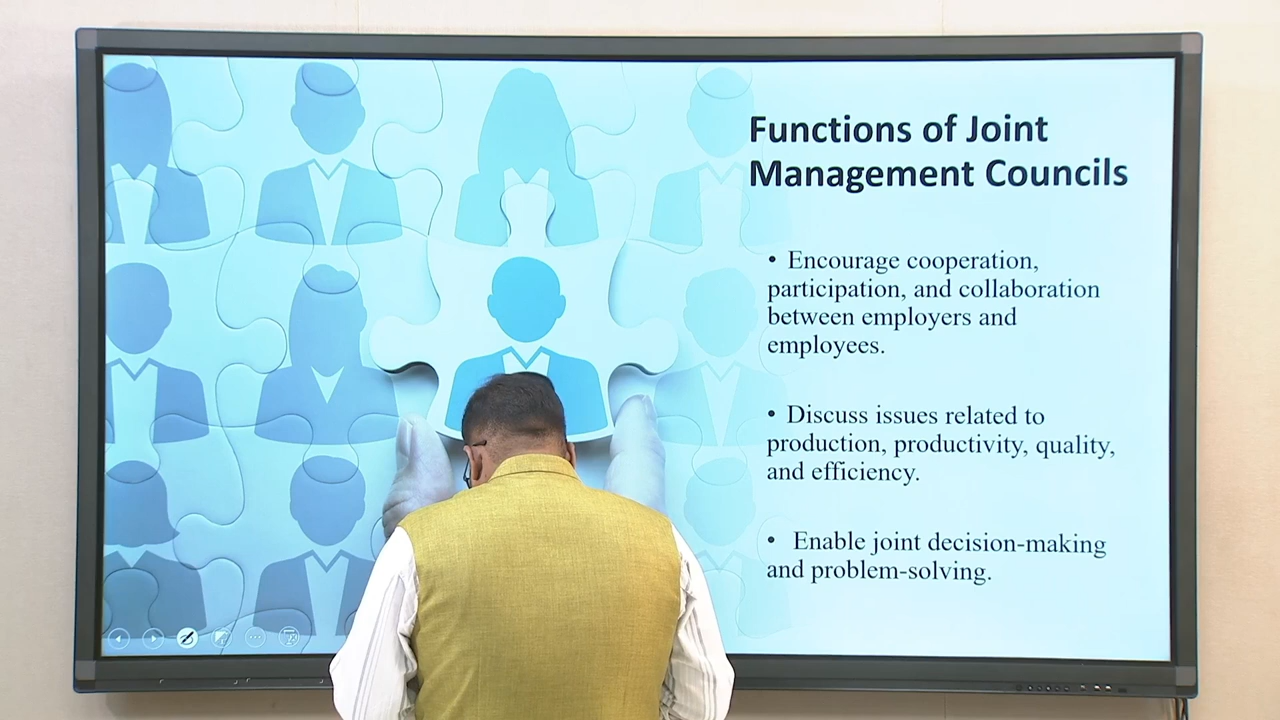 Functions of Joint
Management Councils
• Encourage cooperation,
participation, and collaboration
between employers and
employees.
• Discuss issues related to
production, productivity, quality,
and efficiency.
• Enable joint decision-making
and problem-solving.